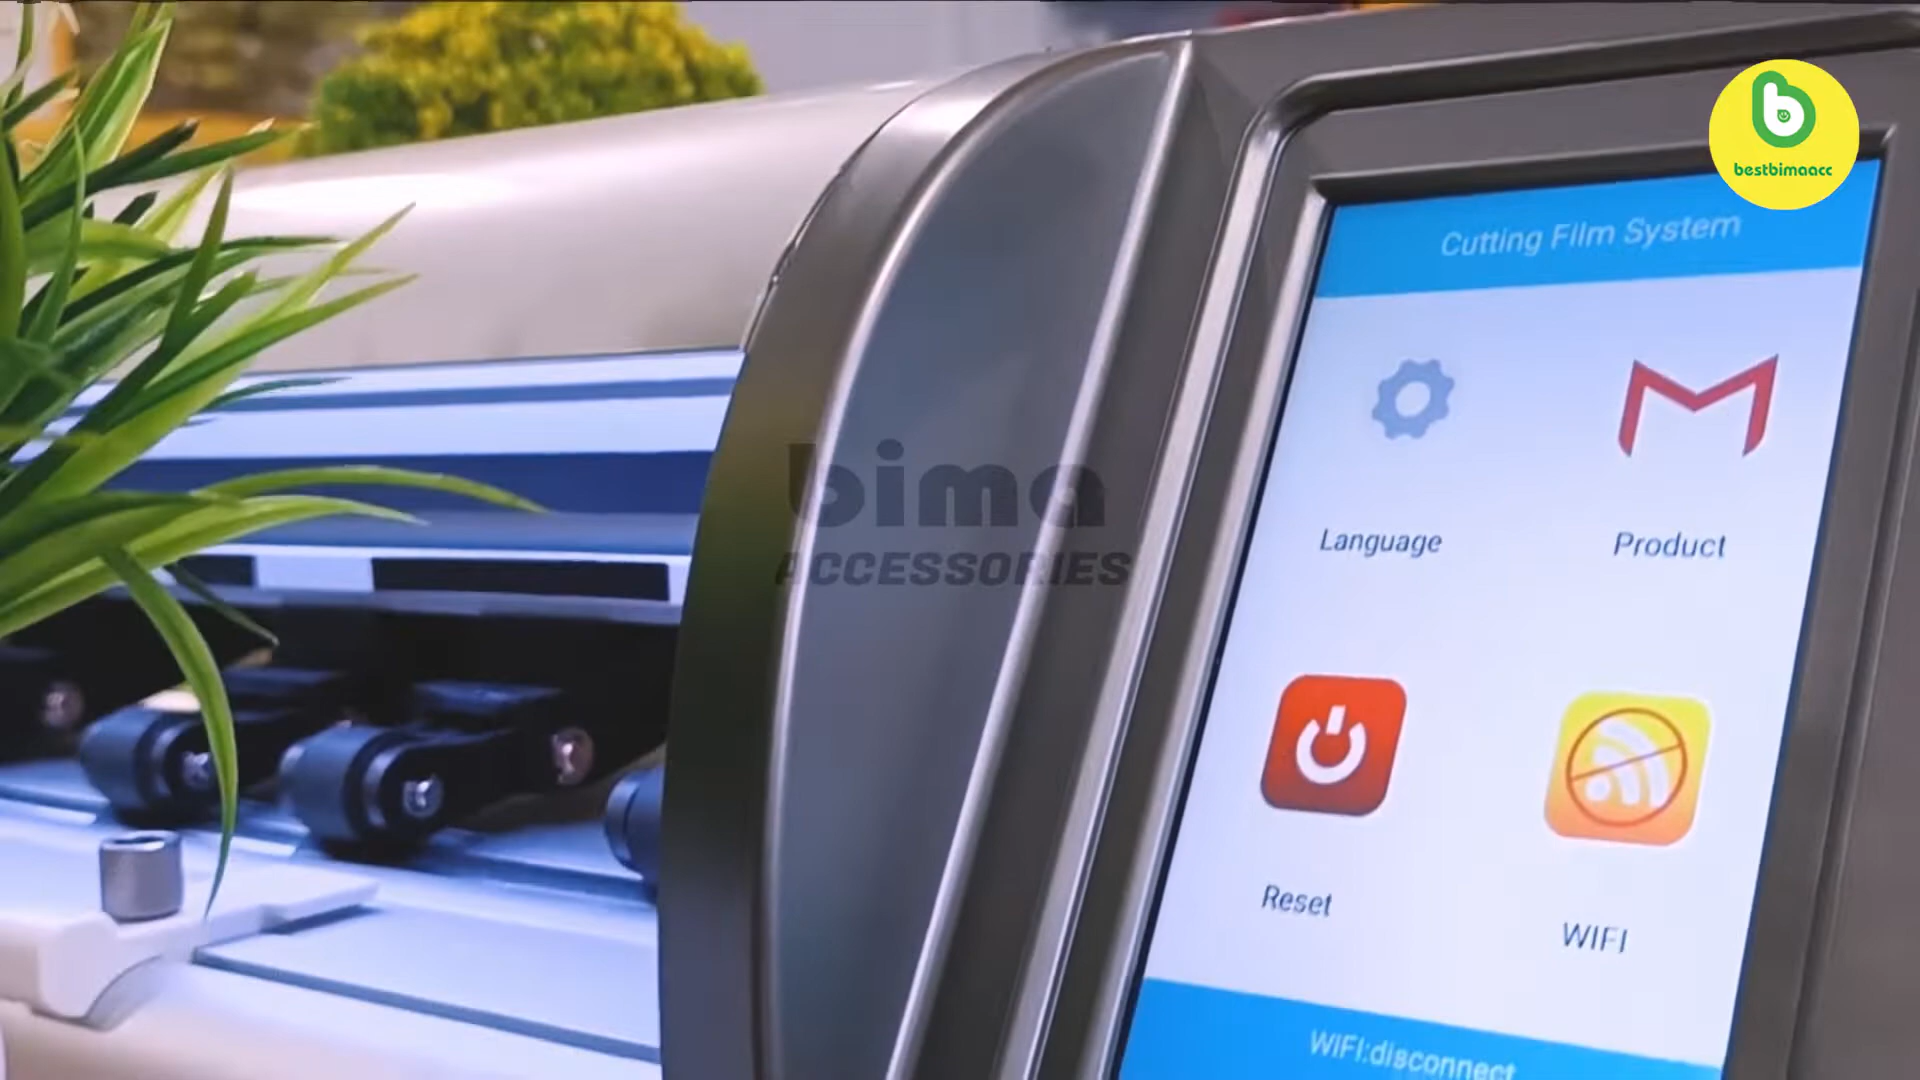 bestbimaacc
Cutting Film System
Language
Product
bima
ACCESSORIES
Reset
WIFI
WIFI:disconnect